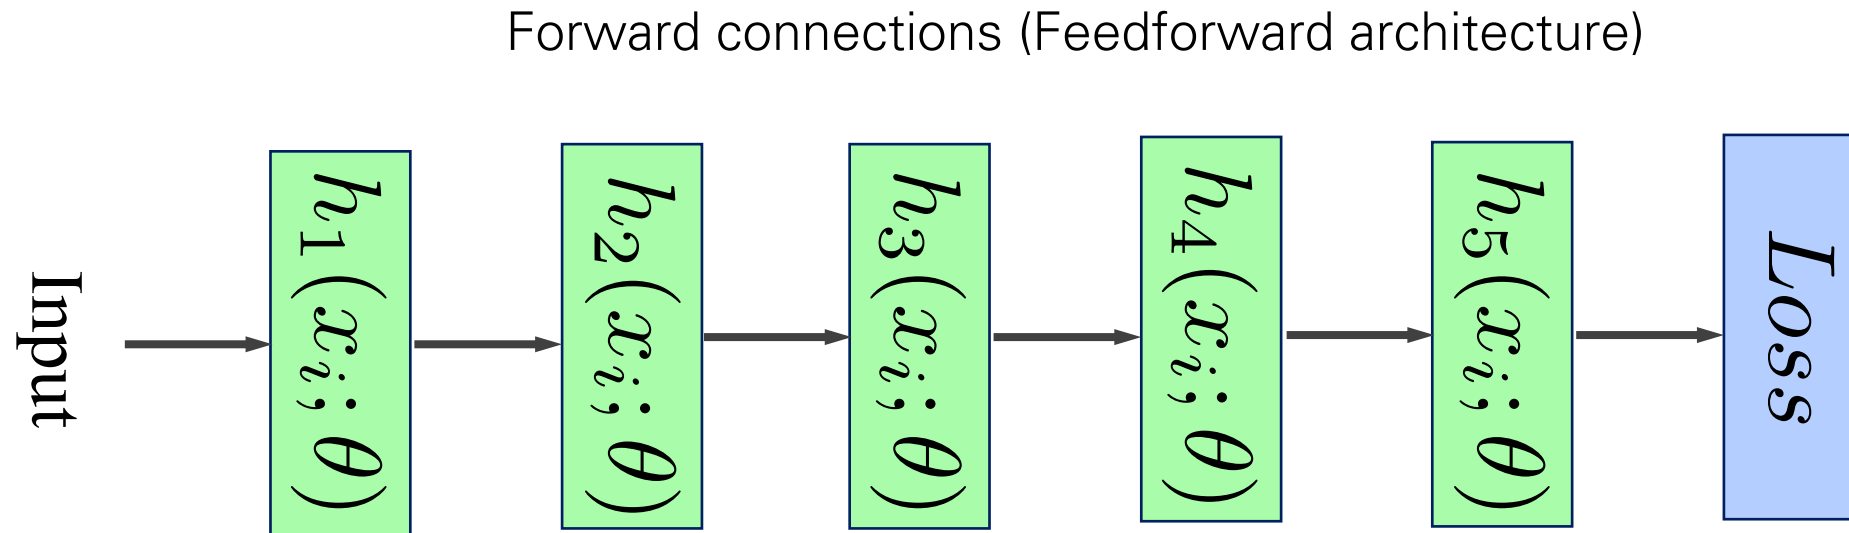 Forward connections (Feedforward architecture)
Input
h₁(xᵢ; θ)
h₂(xᵢ; θ)
h₃(xᵢ; θ)
h₄(xᵢ; θ)
h₅(xᵢ; θ)
Loss